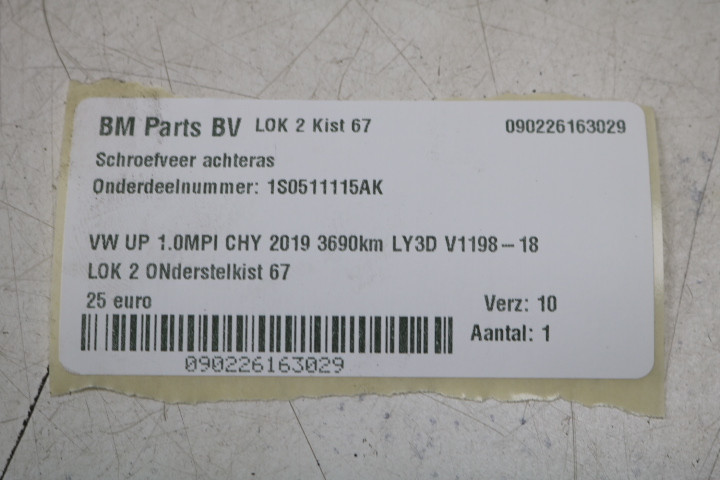 BM Parts BV LOK 2 Kist 67 090226163029
Schroefveer achteras
Onderdeelnummer: 1S0511115AK
VW UP 1.0MPI CHY 2019 3690km LY3D V1198-18
LOK 2 ONderstelkist 67
25 euro Verz: 10
Aantal: 1
090226163029